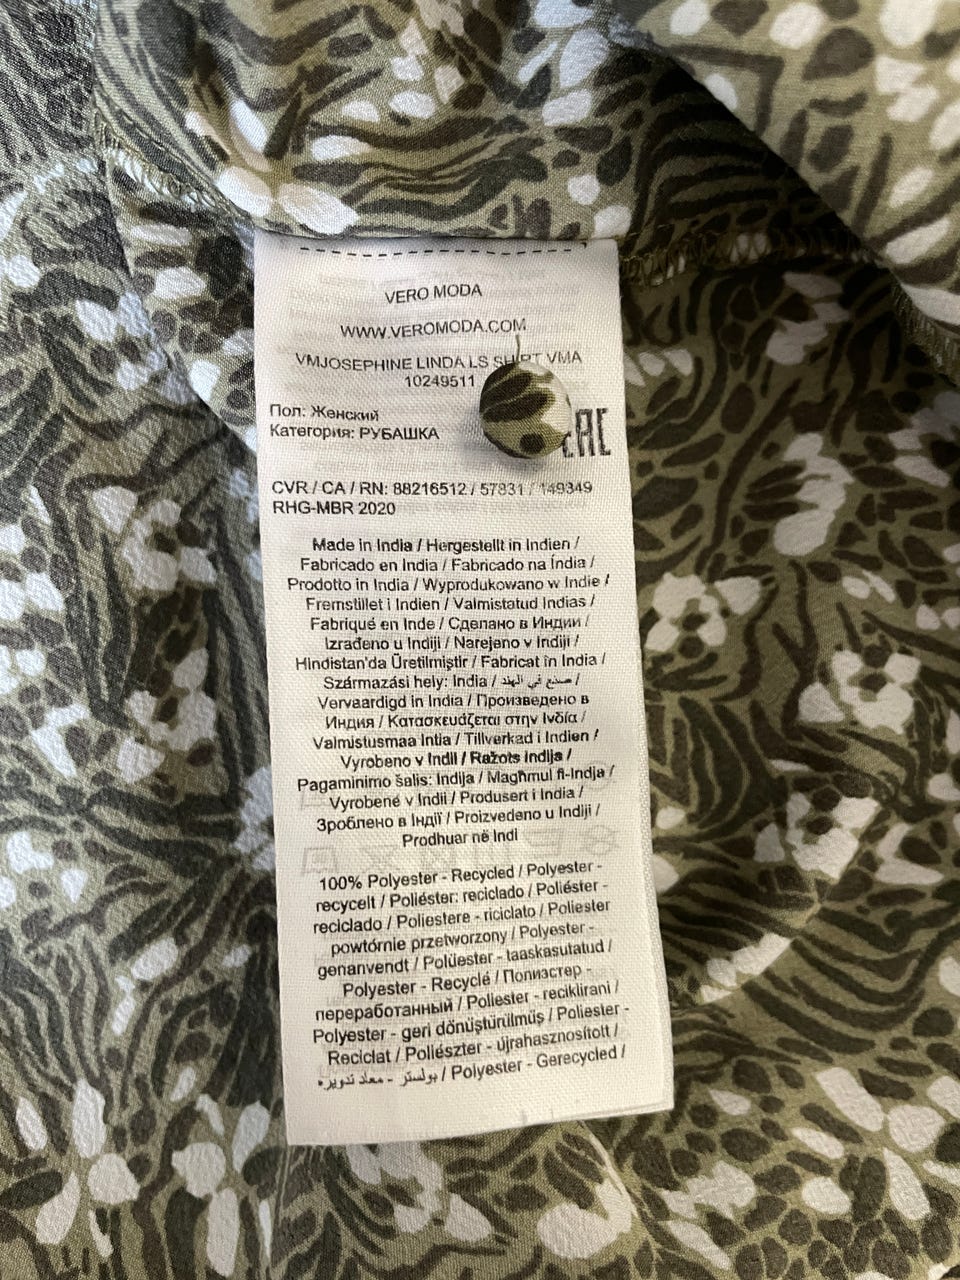 VERO MODA
WWW.VEROMODA.COM
VMJOSEPHINE LINDA LS SHIRT VMA
10249511
Пол: Женский
Категория: РУБАШКА
EAC
CVR / CA / RN: 88216512 / 57831 / 149349
RHG-MBR 2020
Made in India / Hergestellt in Indien /
Fabricado en India / Fabricado na India /
Prodotto in India / Wyprodukowano w Indie /
Fremstillet i Indien / Valmistatud Indias /
Fabriqué en Inde / Сделано в Индии /
Izrađeno u Indiji / Narejeno v Indiji /
Hindistan'da Üretilmiştir / Fabricat în India /
Származási hely: India / صنع في الهند /
Vervaardigd in India / Произведено в
Индия / Κατασκευάζεται στην Ινδία /
Valmistusmaa Intia / Tillverkad i Indien /
Vyrobeno v Indii / Ražots Indija /
Pagaminimo šalis: Indija / Magħmul fl-Indja /
Vyrobené v Indii / Produsert i India /
Зроблено в Індії / Proizvedeno u Indiji /
Prodhuar në Indi
100% Polyester - Recycled / Polyester -
recycelt / Poliéster: reciclado / Poliéster -
reciclado / Poliestere - riciclato / Poliester
powtórnie przetworzony / Polyester -
genanvendt / Polüester - taaskasutatud /
Polyester - Recyclé / Полиэстер -
переработанный / Poliester - reciklirani /
Polyester - geri dönüştürülmüş / Poliester -
Reciclat / Poliészter - újrahasznosított /
بولستر - معاد تدويره / Polyester - Gerecycled /